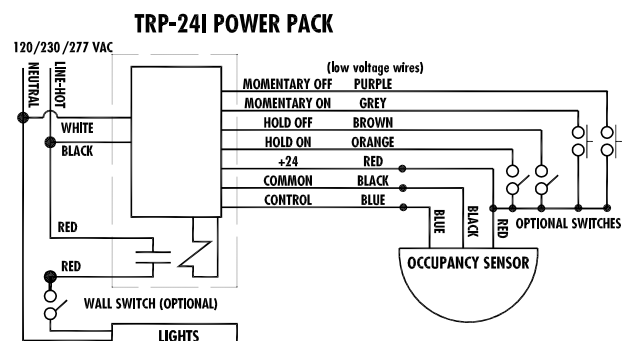 TRP-24I POWER PACK
120/230/277 VAC
(low voltage wires)
NEUTRAL
LINE-HOT
MOMENTARY OFF PURPLE
MOMENTARY ON GREY
WHITE
HOLD OFF BROWN
BLACK
HOLD ON ORANGE
+24 RED
COMMON BLACK
CONTROL BLUE
BLUE
BLACK
RED
OPTIONAL SWITCHES
RED
RED
OCCUPANCY SENSOR
WALL SWITCH (OPTIONAL)
LIGHTS